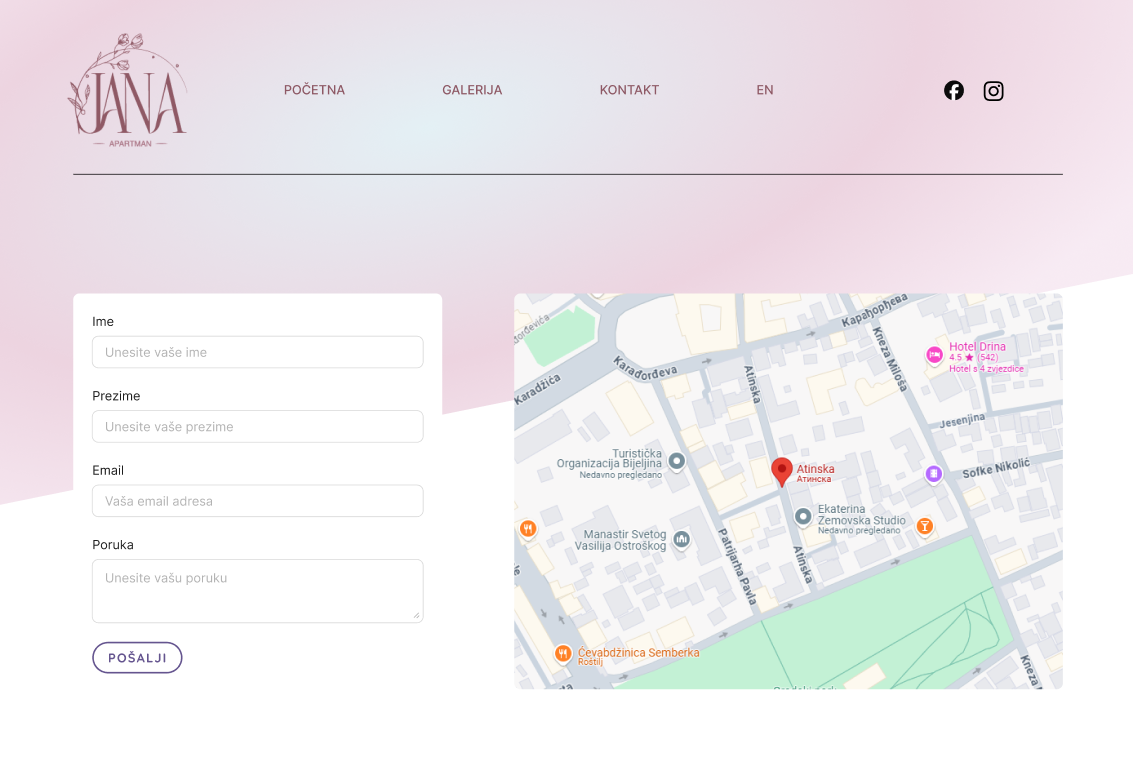 JANA
APARTMAN
POČETNA
GALERIJA
KONTAKT
EN
Ime
Unesite vaše ime
Prezime
Unesite vaše prezime
Email
Vaša email adresa
Poruka
Unesite vašu poruku
POŠALJI
Карађорђева
Karađorđeva
Karadžića
Atinska
Kneza Miloša
Hotel Drina
4.5 ★ (542)
Hotel s 4 zvjezdice
Jesenjina
Sofke Nikolić
Turistička
Organizacija Bijeljina
Nedavno pregledano
Atinska
Атинска
Ekaterina
Zemovska Studio
Nedavno pregledano
Manastir Svetog
Vasilija Ostroškog
Patrijarha Pavla
Atinska
Ćevabdžinica Semberka
Roštilj